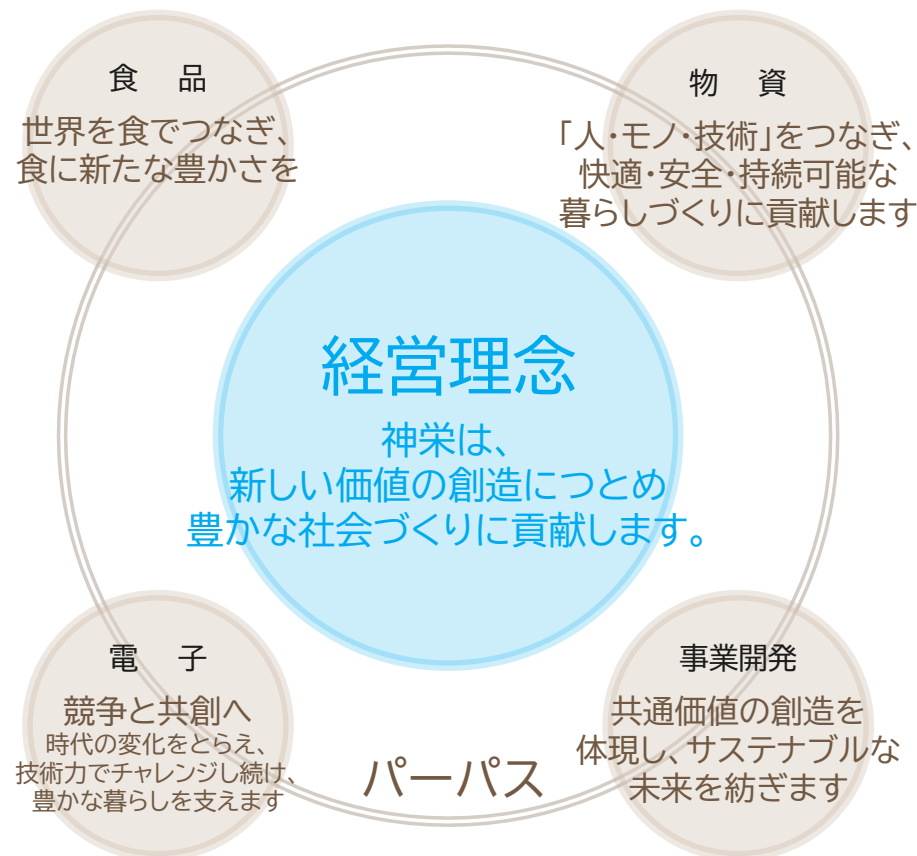 食 品
世界を食でつなぎ、
食に新たな豊かさを
物 資
「人・モノ・技術」をつなぎ、
快適・安全・持続可能な
暮らしづくりに貢献します
経営理念
神栄は、
新しい価値の創造につとめ
豊かな社会づくりに貢献します。
電 子
競争と共創へ
時代の変化をとらえ、
技術力でチャレンジし続け、
豊かな暮らしを支えます
パーパス
事業開発
共通価値の創造を
体現し、サステナブルな
未来を紡ぎます